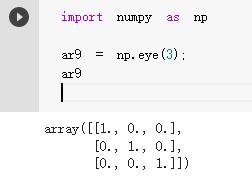 import numpy as np
ar9 = np.eye(3);
ar9
array([[1., 0., 0.],
[0., 1., 0.],
[0., 0., 1.]])